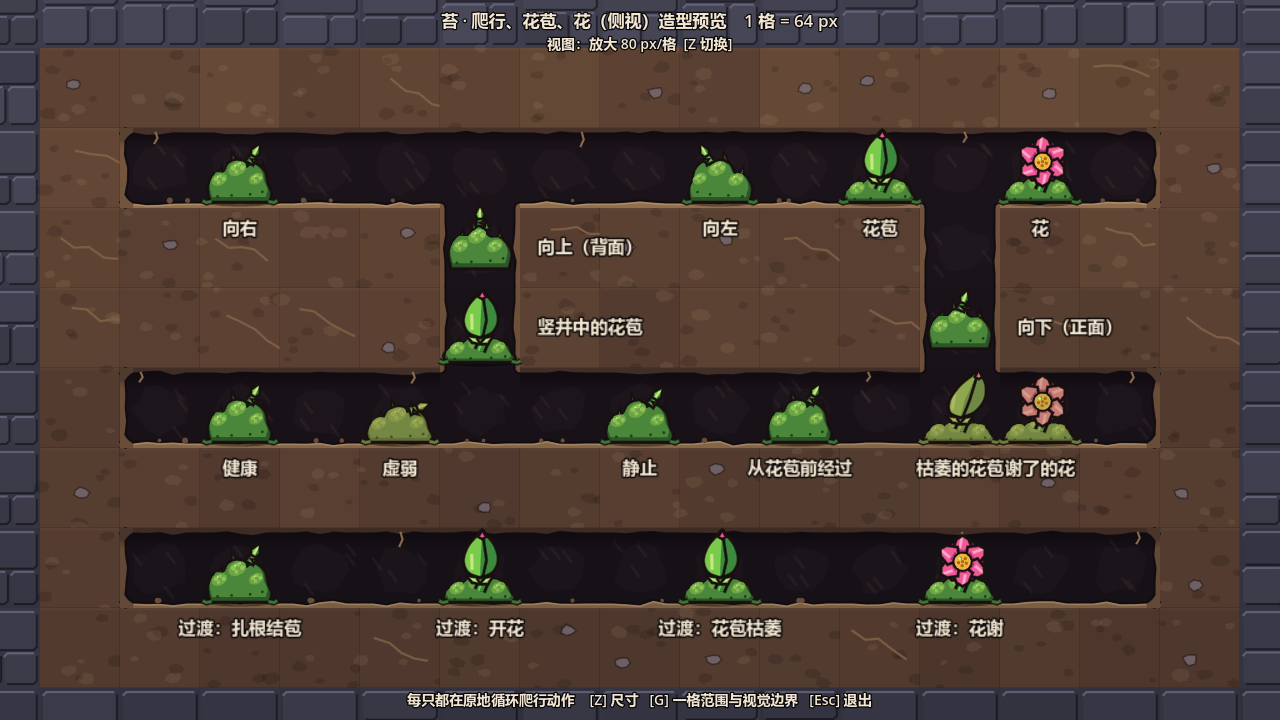 苔 · 爬行、花苞、花（侧视）造型预览　1 格 = 64 px
视图：放大 80 px/格 [Z 切换]
向右
向左
花苞
花
向上（背面）
竖井中的花苞
向下（正面）
健康
虚弱
静止
从花苞前经过
枯萎的花苞
谢了的花
过渡：扎根结苞
过渡：开花
过渡：花苞枯萎
过渡：花谢
每只都在原地循环爬行动作　[Z] 尺寸　[G] 一格范围与视觉边界　[Esc] 退出